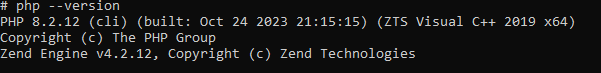 # php --version
PHP 8.2.12 (cli) (built: Oct 24 2023 21:15:15) (ZTS Visual C++ 2019 x64)
Copyright (c) The PHP Group
Zend Engine v4.2.12, Copyright (c) Zend Technologies